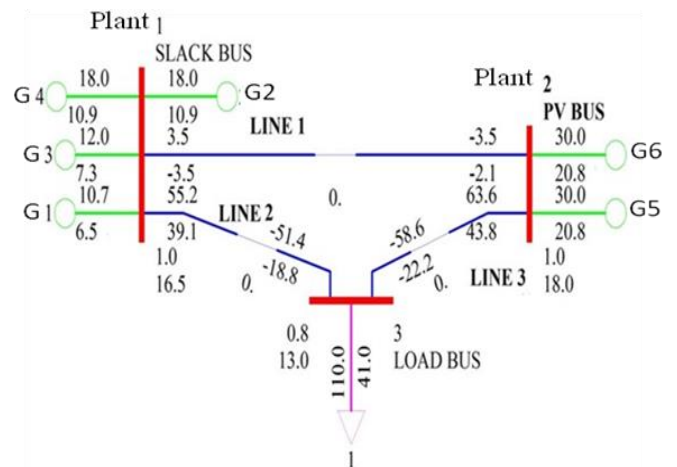 Plant 1
SLACK BUS
18.0 18.0
G4 G2
10.9 10.9
Plant 2
PV BUS
12.0 3.5 LINE 1 -3.5 30.0
G3 G6
7.3 -3.5 -2.1 20.8
10.7 55.2 0. 63.6 30.0
G1 G5
6.5 39.1 LINE 2 -51.4 -58.6 43.8 20.8
1.0 -18.8 -22.2 LINE 3 1.0
16.5 0. 0. 18.0
0.8 3
13.0 110.0 41.0 LOAD BUS
1